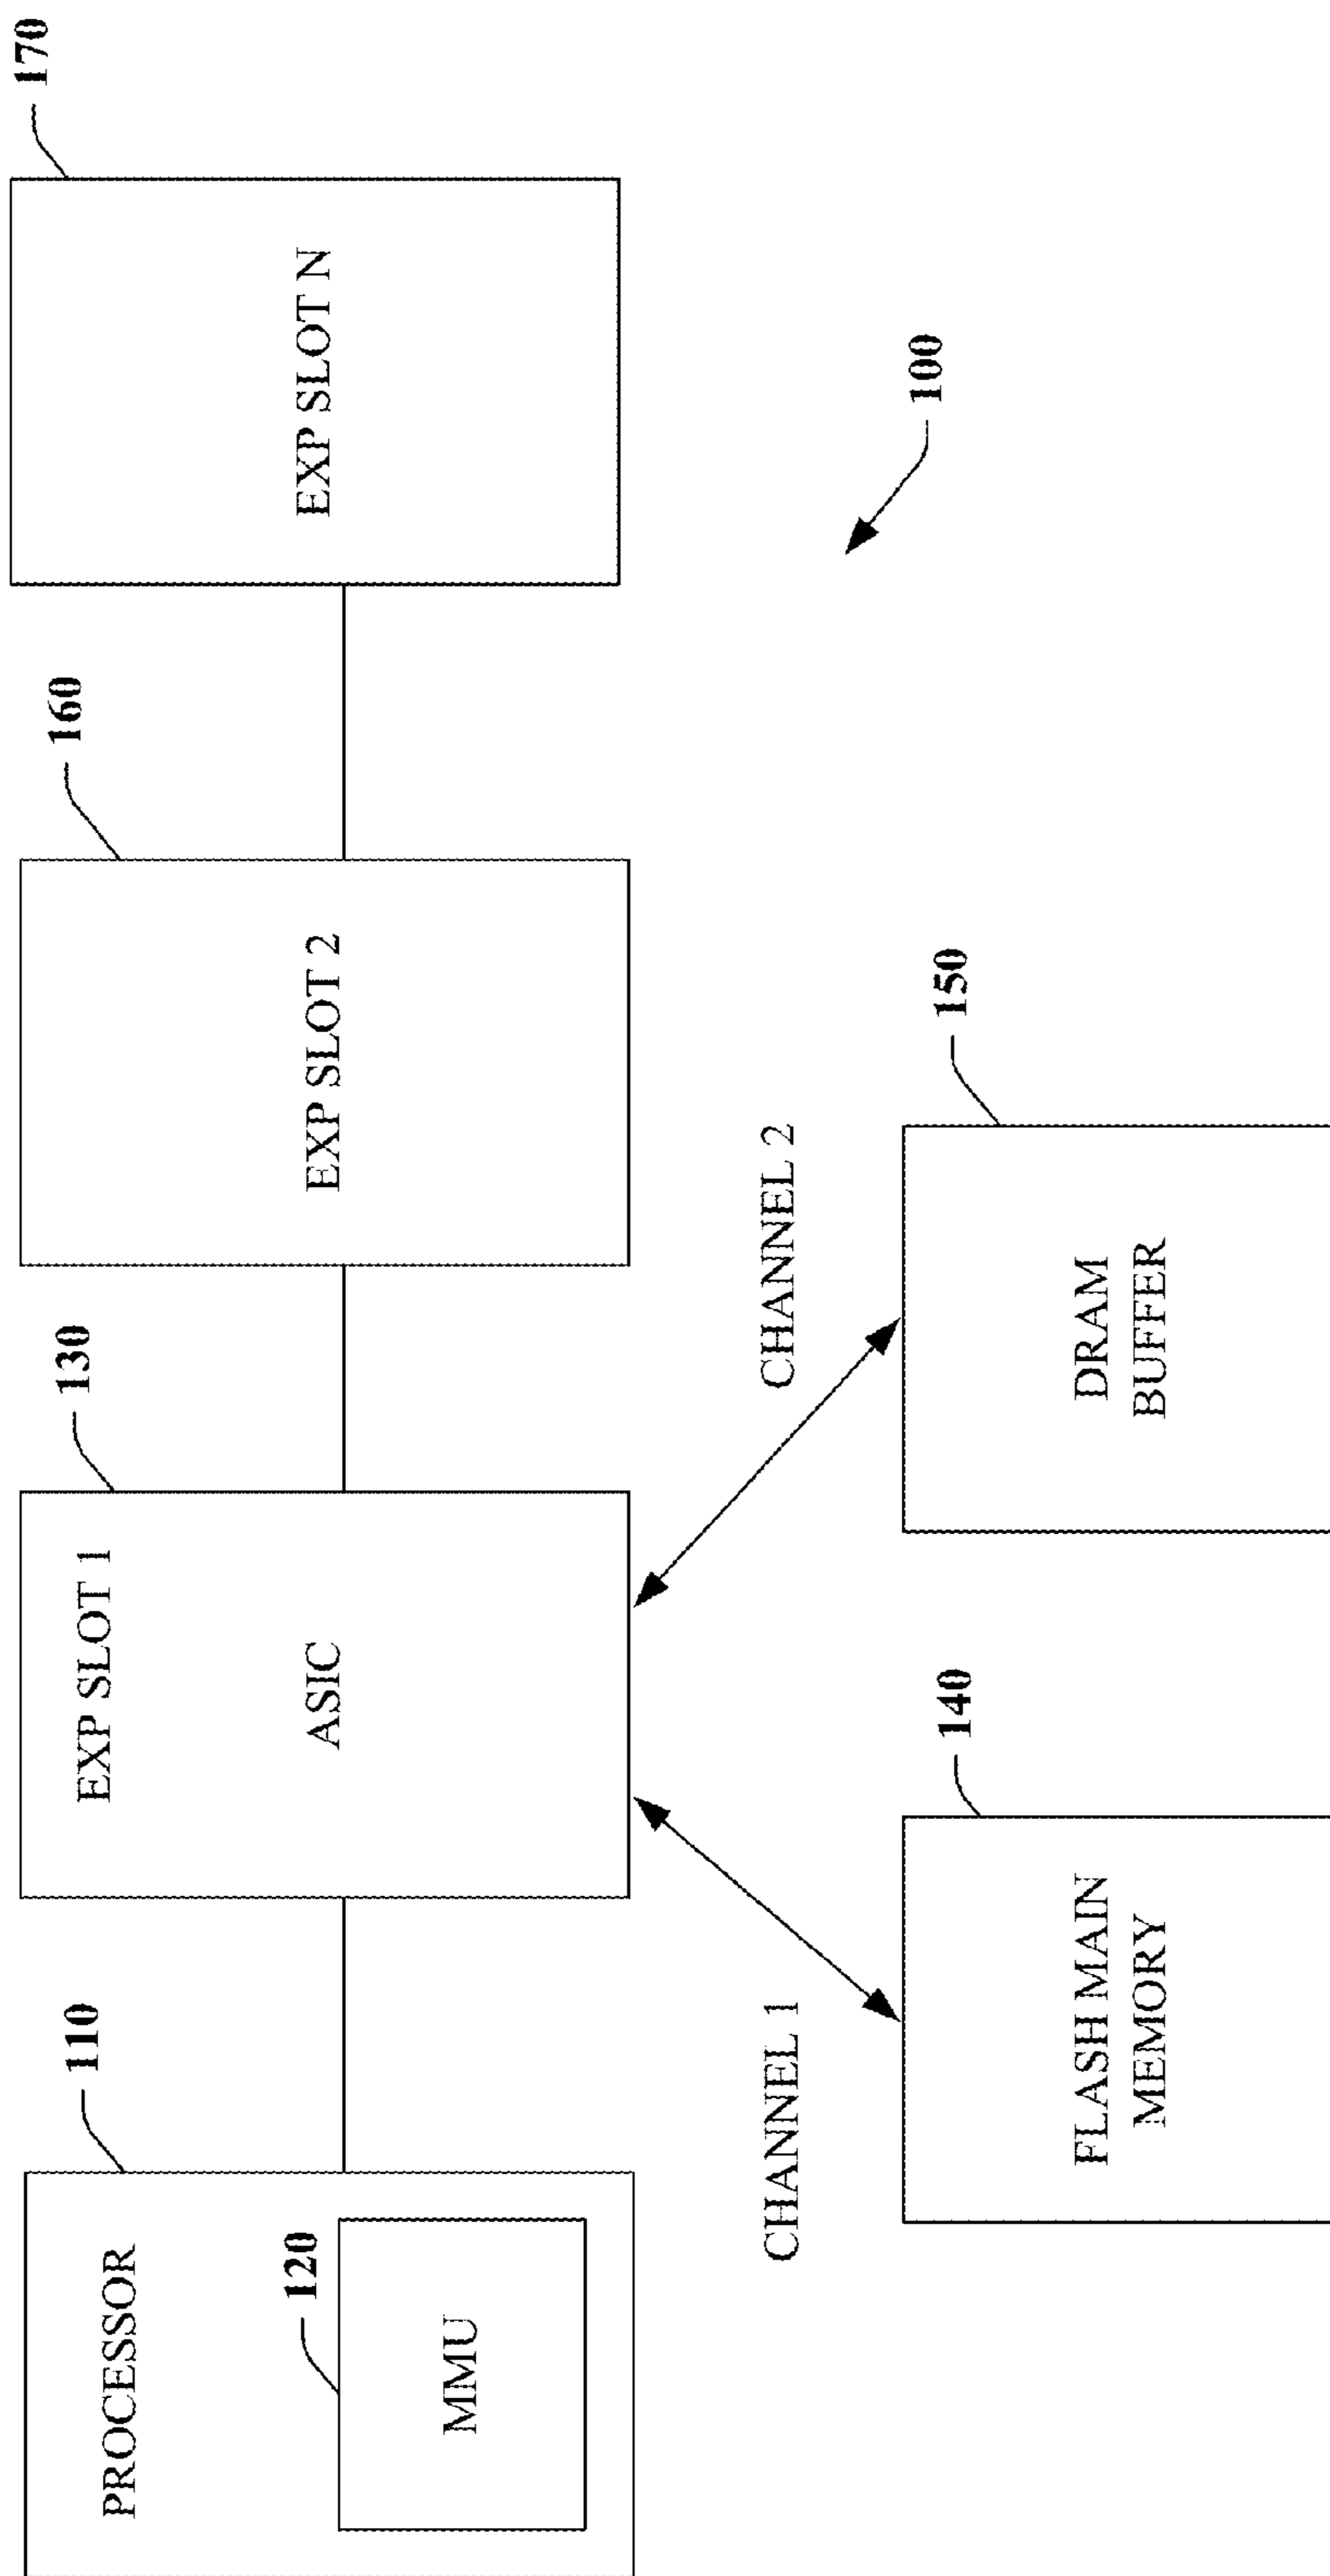 110
130
160
170
PROCESSOR
120
MMU
EXP SLOT 1
ASIC
EXP SLOT 2
EXP SLOT N
CHANNEL 1
CHANNEL 2
100
140
150
FLASH MAIN
MEMORY
DRAM
BUFFER